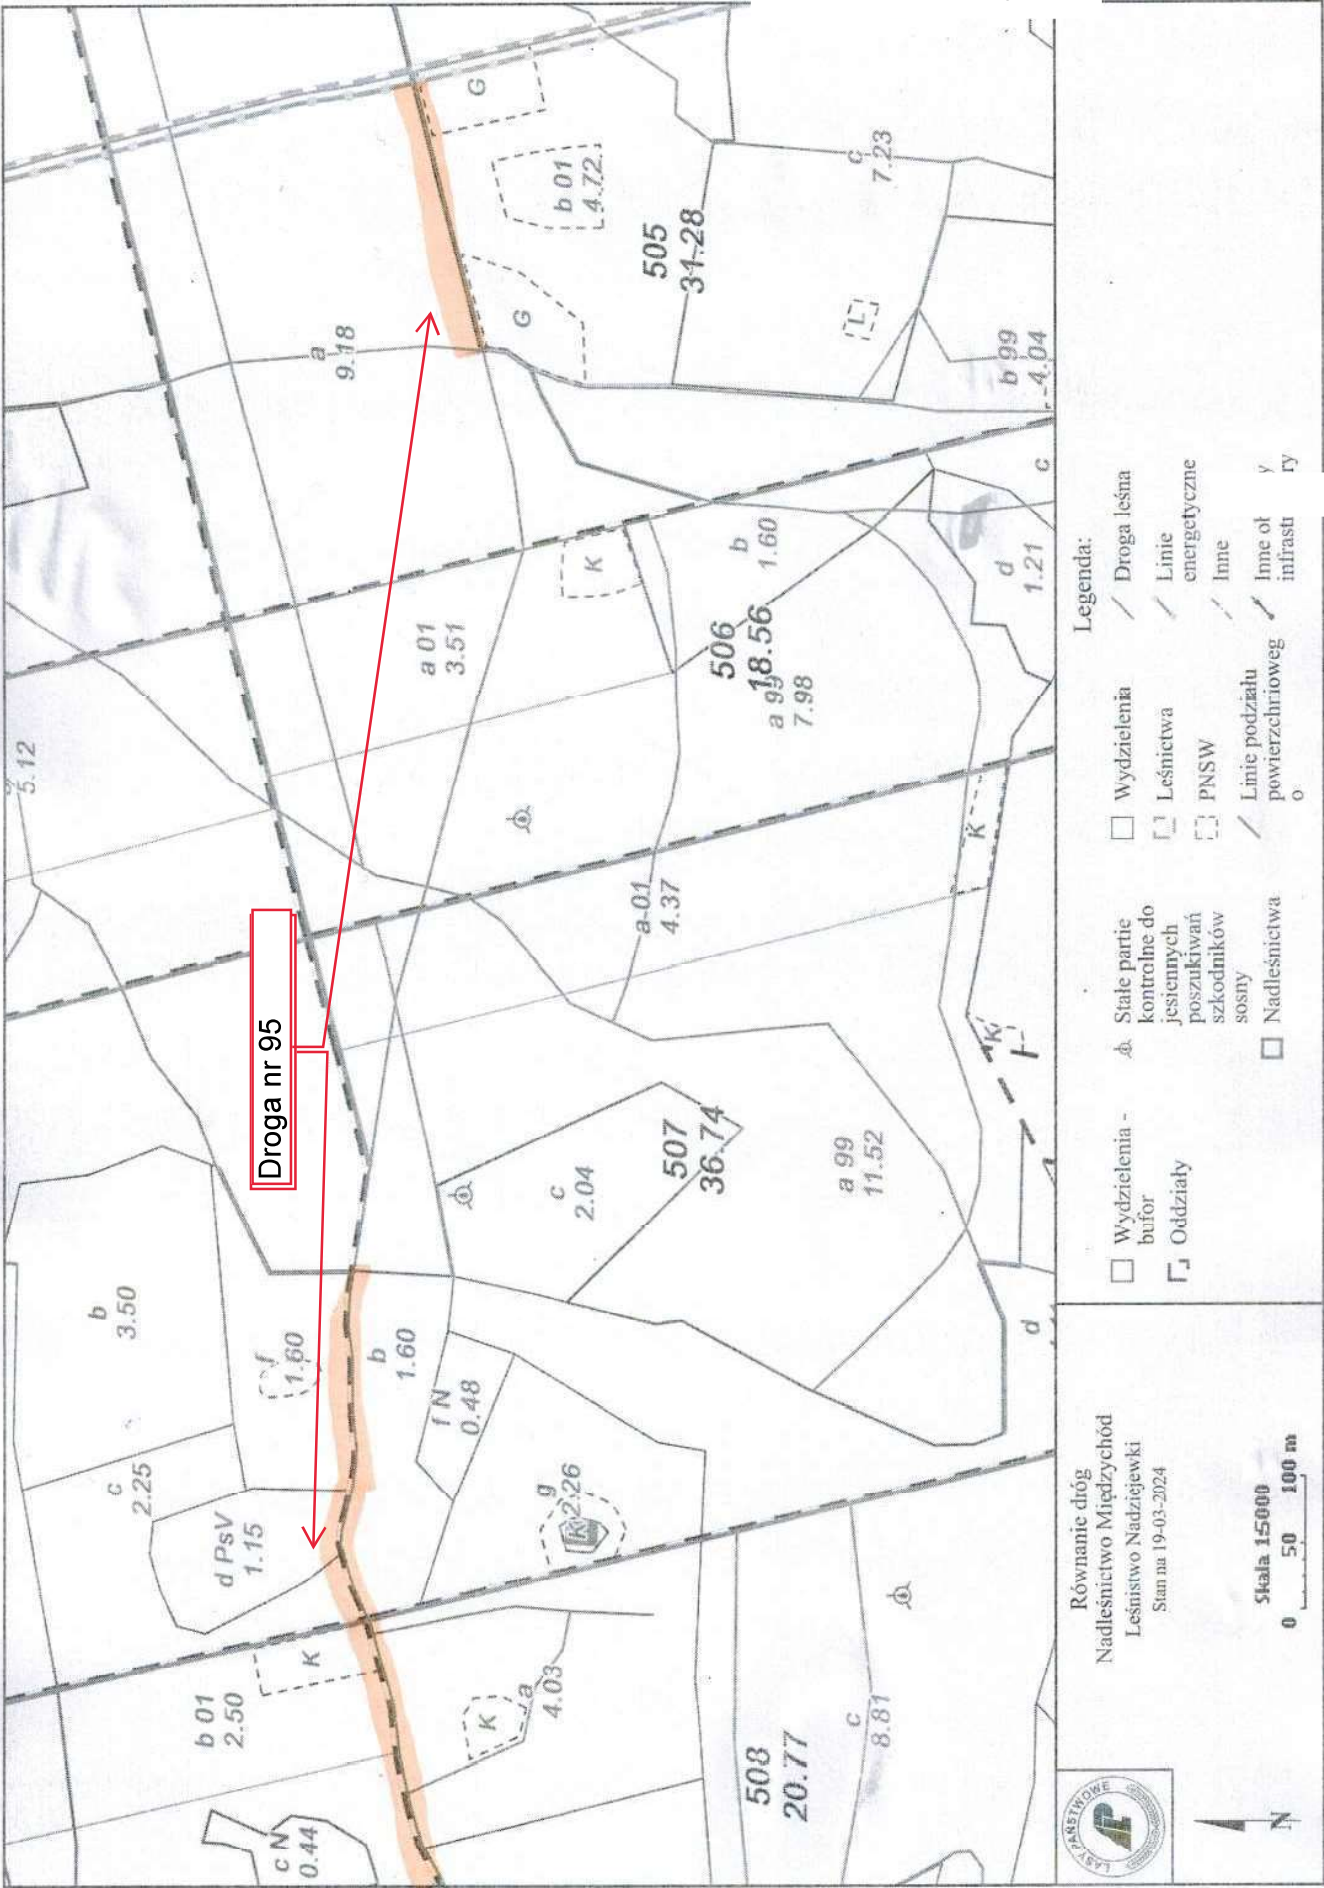 Droga nr 95
5.12
c N
0.44
b 01
2.50
K
d PsV
1.15
c
2.25
b
3.50
f
1.60
b
1.60
f N
0.48
g
2.26
K
K
a
4.03
508
20.77
c
8.81
c
2.04
507
36.74
a 99
11.52
d
a 01
4.37
K
K
a 01
3.51
K
506
18.56
a 99
7.98
b
1.60
d
1.21
c
a
9.18
G
G
b 01
4.72
505
31.28
c
7.23
L
b 99
4.04
LASY PAŃSTWOWE
N
Równanie dróg
Nadleśnictwo Międzychód
Leśnistwo Nadziejewki
Stan na 19-03-2024
Skala 1:5000
0 50 100 m
Legenda:
Wydzielenia -
bufor
Oddziały
Stałe partie
kontrolne do
jesiennych
poszukiwań
szkodników
sosny
Nadleśnictwa
Wydzielenia
Leśnictwa
PNSW
Linie podziału
powierzchrioweg
o
Droga leśna
Linie
energetyczne
Inne
Inne